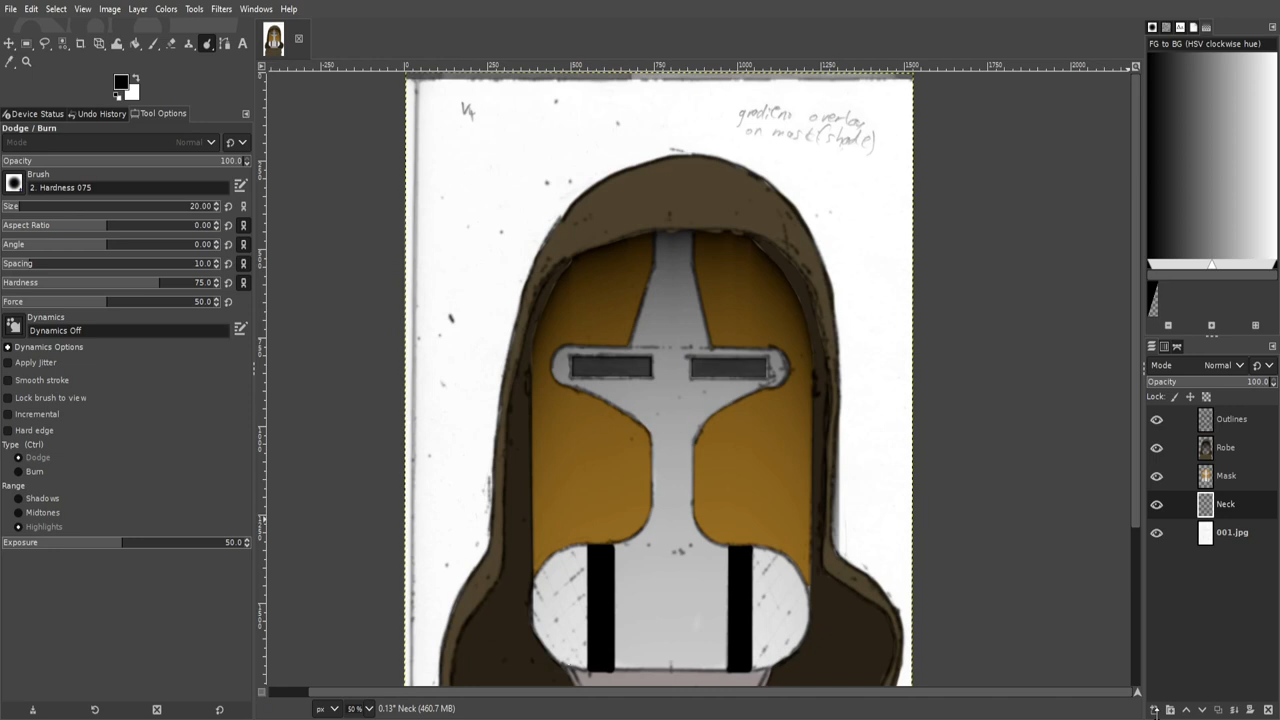 File Edit Select View Image Layer Colors Tools Filters Windows Help
Device Status Undo History Tool Options
Dodge / Burn
Mode Normal
Opacity 100.0
Brush
2. Hardness 075
Size 20.00
Aspect Ratio 0.00
Angle 0.00
Spacing 10.0
Hardness 75.0
Force 50.0
Dynamics
Dynamics Off
Dynamics Options
Apply Jitter
Smooth stroke
Lock brush to view
Incremental
Hard edge
Type (Ctrl)
Dodge
Burn
Range
Shadows
Midtones
Highlights
Exposure 50.0
-250 0 250 500 750 1000 1250 1500 1750 2000
V4
gradient overlay
on mask (shade)
px 50 % 0.13° Neck (460.7 MB)
FG to BG (HSV clockwise hue)
Mode Normal
Opacity 100.0
Lock:
Outlines
Robe
Mask
Neck
001.jpg